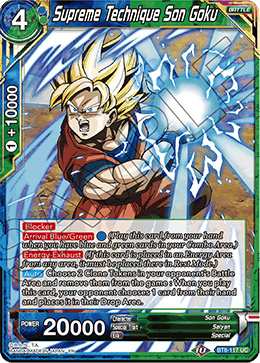 4
Supreme Technique Son Goku
BATTLE
+10000
Blocker
Arrival Blue/Green (Play this card from your hand
when you have blue and green cards in your Combo Area.)
Energy-Exhaust (If this card is placed in an Energy Area
from any area, it must be placed there in Rest Mode.)
Auto Choose 2 Clone Tokens in your opponent's Battle
Area and remove them from the game: When you play
this card, your opponent chooses 1 card from their hand
and places it in their Drop Area.
POWER 20000
Character Son Goku
Special Trait Saiyan
Era Special
BT8-117 UC